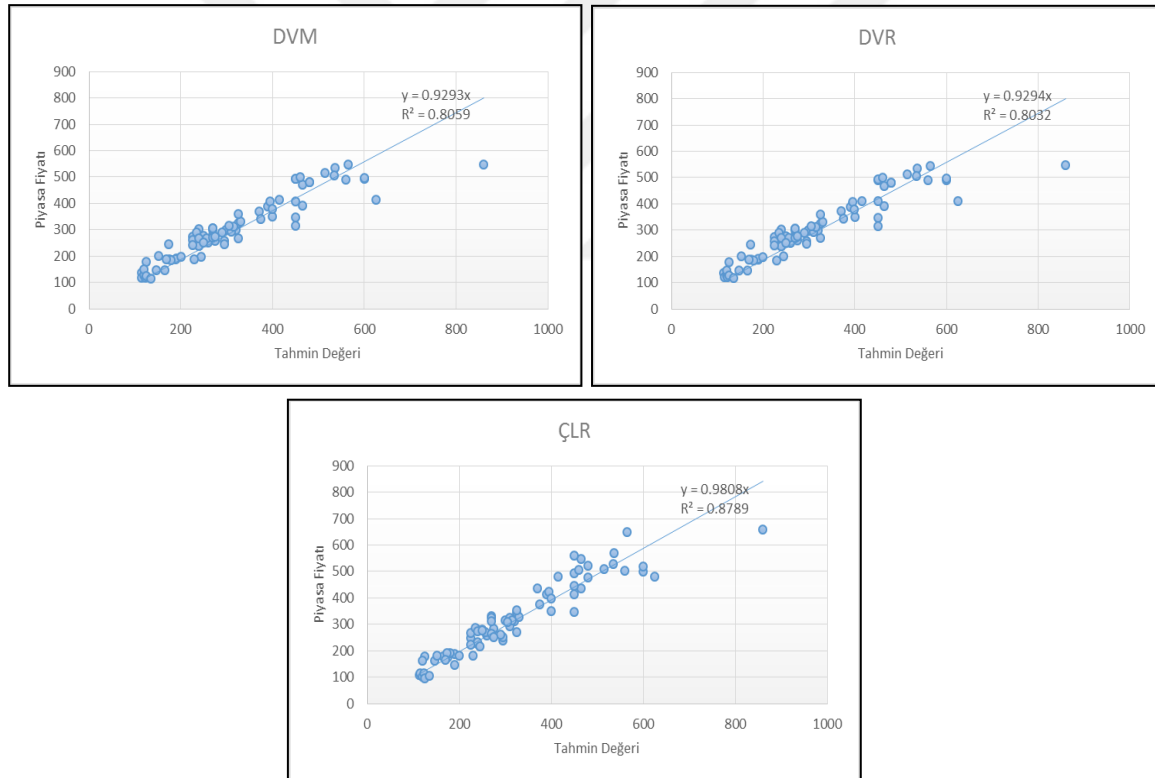 DVM
y = 0.9293x
R² = 0.8059
900
800
700
600
500
400
300
200
100
0
0 200 400 600 800 1000
Piyasa Fiyatı
Tahmin Değeri
DVR
y = 0.9294x
R² = 0.8032
900
800
700
600
500
400
300
200
100
0
0 200 400 600 800 1000
Piyasa Fiyatı
Tahmin Değeri
ÇLR
y = 0.9808x
R² = 0.8789
900
800
700
600
500
400
300
200
100
0
0 200 400 600 800 1000
Piyasa Fiyatı
Tahmin Değeri